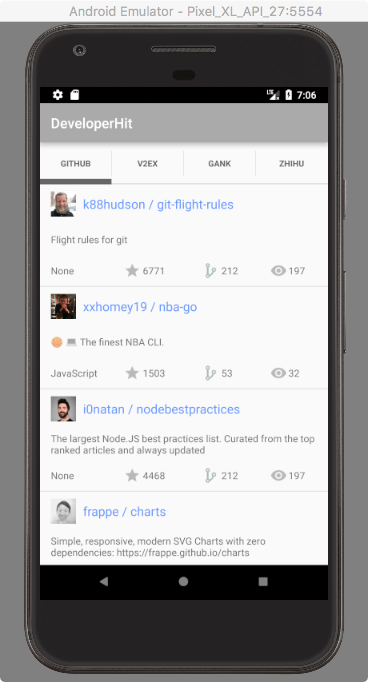 Android Emulator - Pixel_XL_API_27:5554
LTE 7:06
DeveloperHit
GITHUB V2EX GANK ZHIHU
k88hudson / git-flight-rules
Flight rules for git
None 6771 212 197
xxhomey19 / nba-go
🏀 💻 The finest NBA CLI.
JavaScript 1503 53 32
i0natan / nodebestpractices
The largest Node.JS best practices list. Curated from the top
ranked articles and always updated
None 4468 212 197
frappe / charts
Simple, responsive, modern SVG Charts with zero
dependencies: https://frappe.github.io/charts